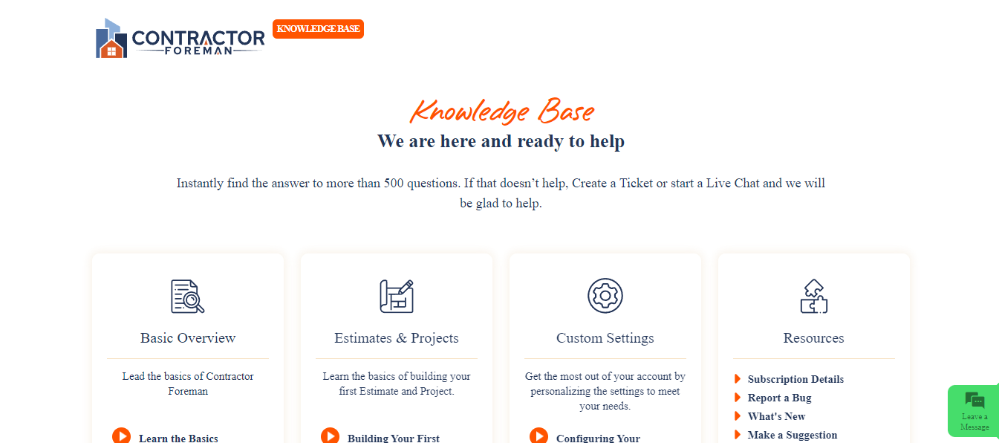 CONTRACTOR
FOREMAN
KNOWLEDGE BASE
Knowledge Base
We are here and ready to help
Instantly find the answer to more than 500 questions. If that doesn’t help, Create a Ticket or start a Live Chat and we will
be glad to help.
Basic Overview
Lead the basics of Contractor
Foreman
Learn the Basics
Estimates & Projects
Learn the basics of building your
first Estimate and Project.
Building Your First
Custom Settings
Get the most out of your account by
personalizing the settings to meet
your needs.
Configuring Your
Resources
Subscription Details
Report a Bug
What's New
Make a Suggestion
Leave a
Message